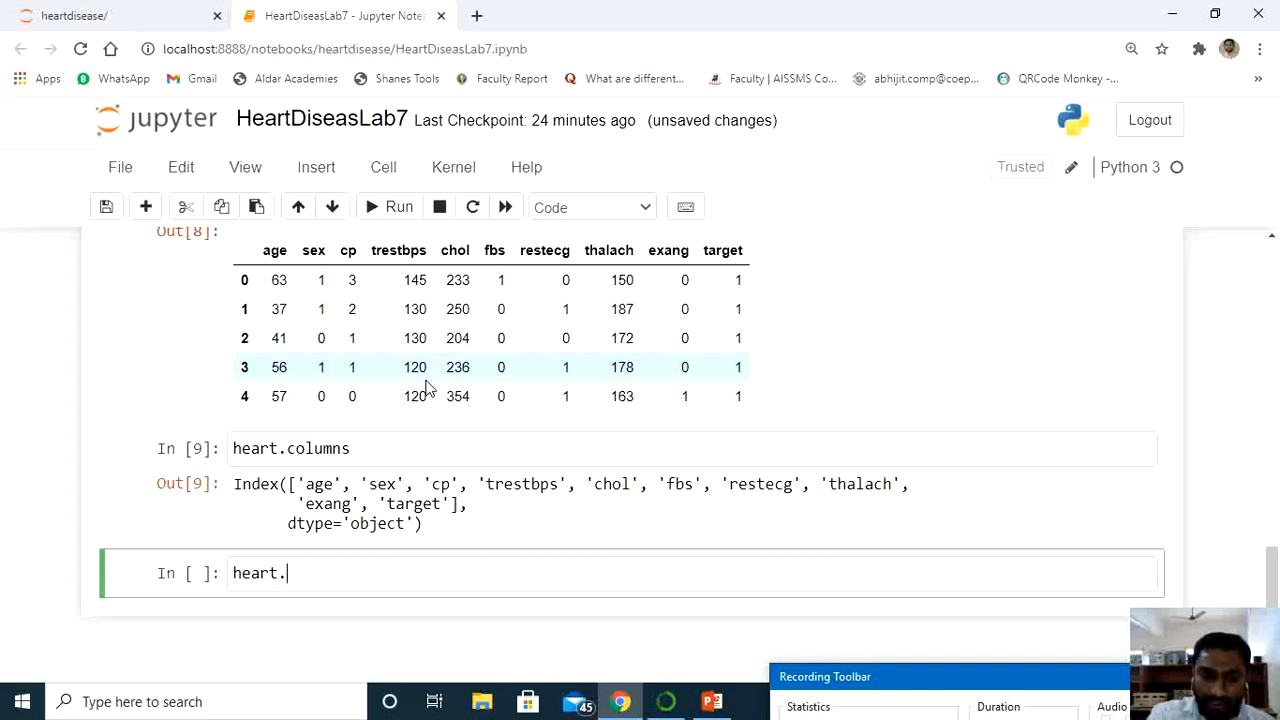 heartdisease/
HeartDiseasLab7 - Jupyter Note
localhost:8888/notebooks/heartdisease/HeartDiseasLab7.ipynb
Apps WhatsApp Gmail Aldar Academies Shanes Tools Faculty Report What are different... Faculty | AISSMS Co... abhijit.comp@coep... QRCode Monkey -... »
jupyter HeartDiseasLab7 Last Checkpoint: 24 minutes ago (unsaved changes) Logout
File Edit View Insert Cell Kernel Help Trusted Python 3
Run Code
Out[8]:
age sex cp trestbps chol fbs restecg thalach exang target
0 63 1 3 145 233 1 0 150 0 1
1 37 1 2 130 250 0 1 187 0 1
2 41 0 1 130 204 0 0 172 0 1
3 56 1 1 120 236 0 1 178 0 1
4 57 0 0 120 354 0 1 163 1 1
In [9]: heart.columns
Out[9]: Index(['age', 'sex', 'cp', 'trestbps', 'chol', 'fbs', 'restecg', 'thalach',
'exang', 'target'],
dtype='object')
In [ ]: heart.
Recording Toolbar
Statistics Duration Audio
Type here to search
45